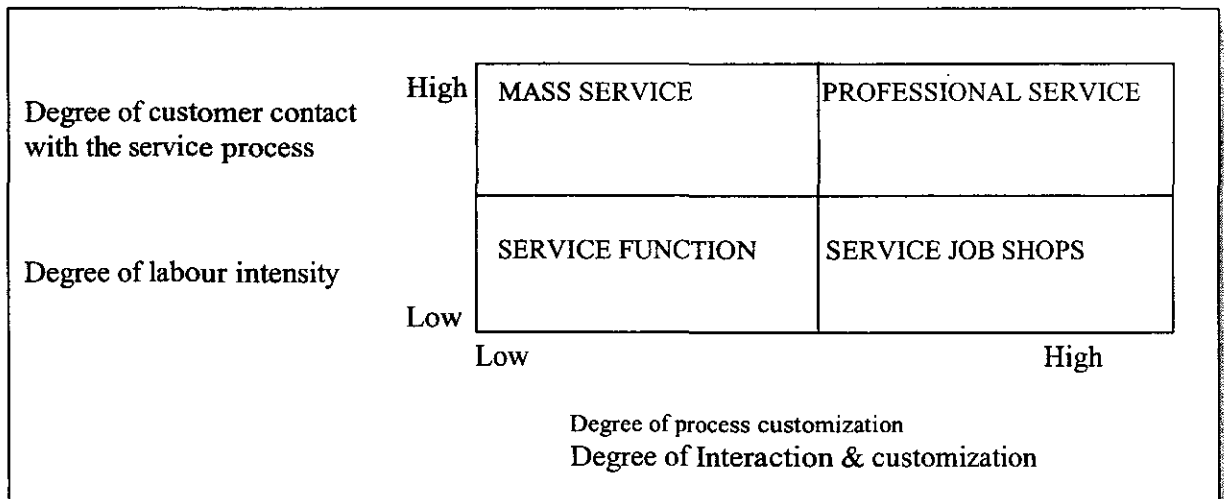 Degree of customer contact
with the service process
Degree of labour intensity
High
MASS SERVICE
PROFESSIONAL SERVICE
SERVICE FUNCTION
SERVICE JOB SHOPS
Low
Low
High
Degree of process customization
Degree of Interaction & customization